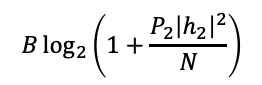 B log₂ (1 + P₂|h₂|² / N)